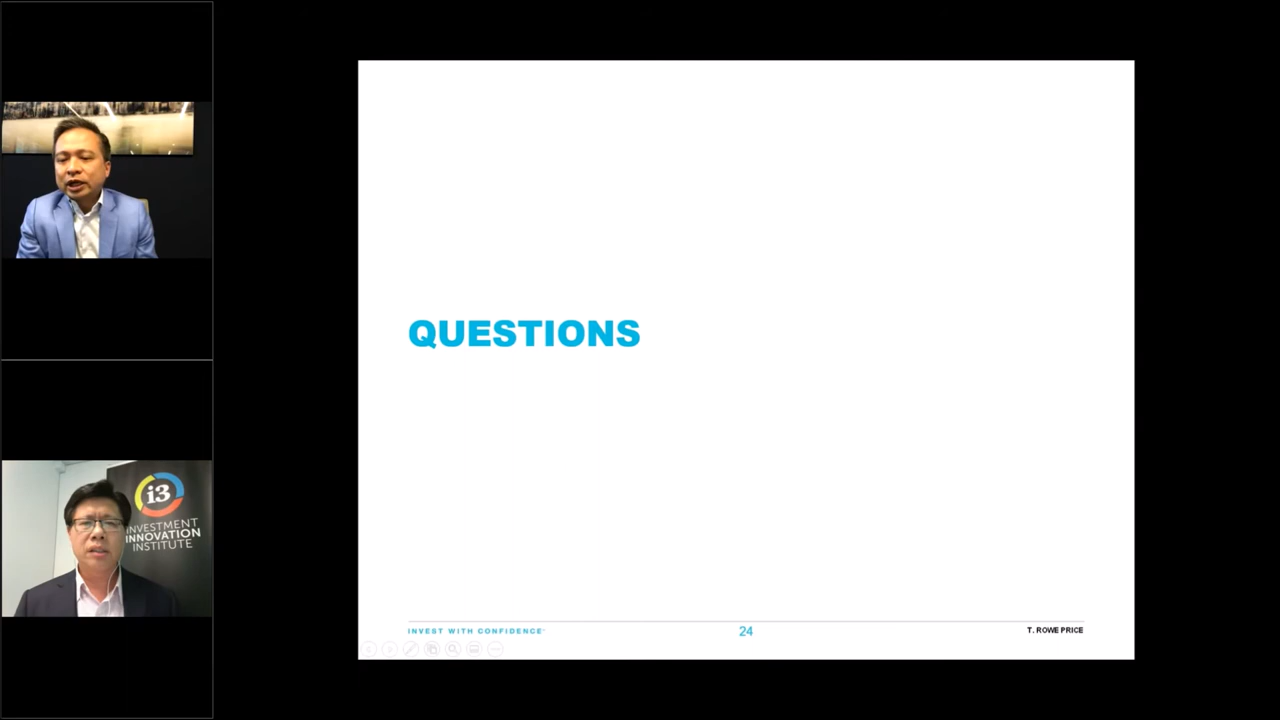 i3
INVESTMENT
INNOVATION
INSTITUTE
QUESTIONS
INVEST WITH CONFIDENCE
24
T. ROWE PRICE